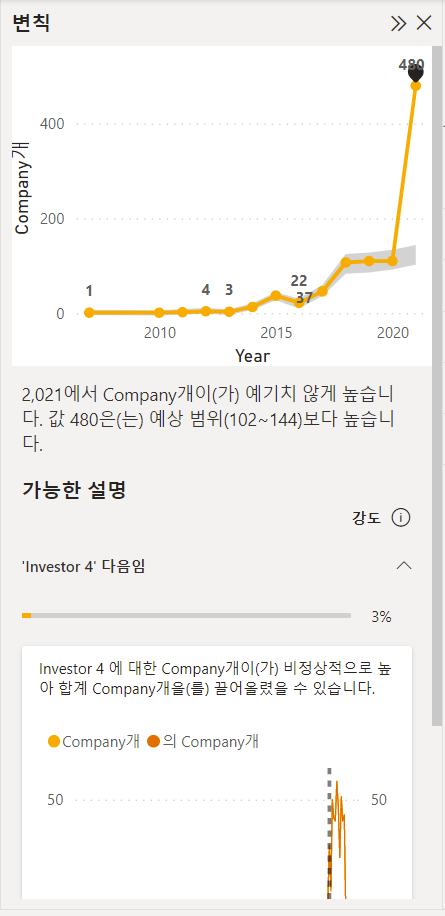 변칙
480
400
200
0
Company개
1
4
3
22
37
2010
2015
2020
Year
2,021에서 Company개이(가) 예기치 않게 높습니
다. 값 480은(는) 예상 범위(102~144)보다 높습니
다.
가능한 설명
강도
'Investor 4' 다음임
3%
Investor 4 에 대한 Company개이(가) 비정상적으로 높
아 합계 Company개을(를) 끌어올렸을 수 있습니다.
Company개 의 Company개
50
50